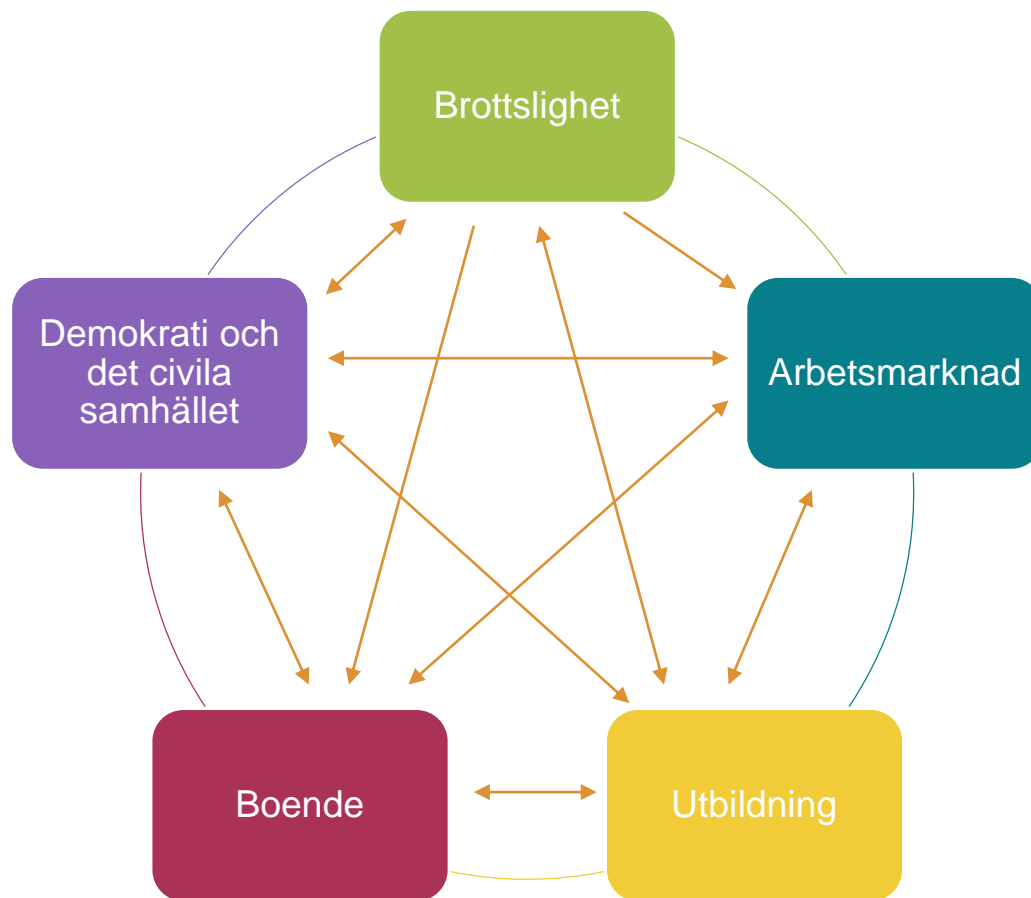 Brottslighet
Demokrati och
det civila
samhället
Arbetsmarknad
Boende
Utbildning